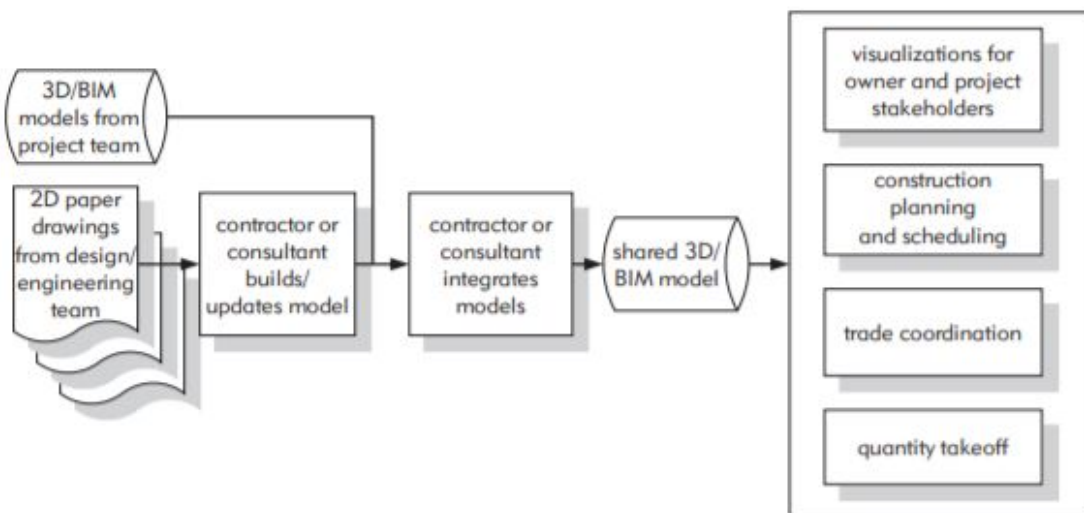 3D/BIM
models from
project team
2D paper
drawings
from design/
engineering
team
contractor or
consultant
builds/
updates model
contractor or
consultant
integrates
models
shared 3D/
BIM model
visualizations for
owner and project
stakeholders
construction
planning
and scheduling
trade coordination
quantity takeoff